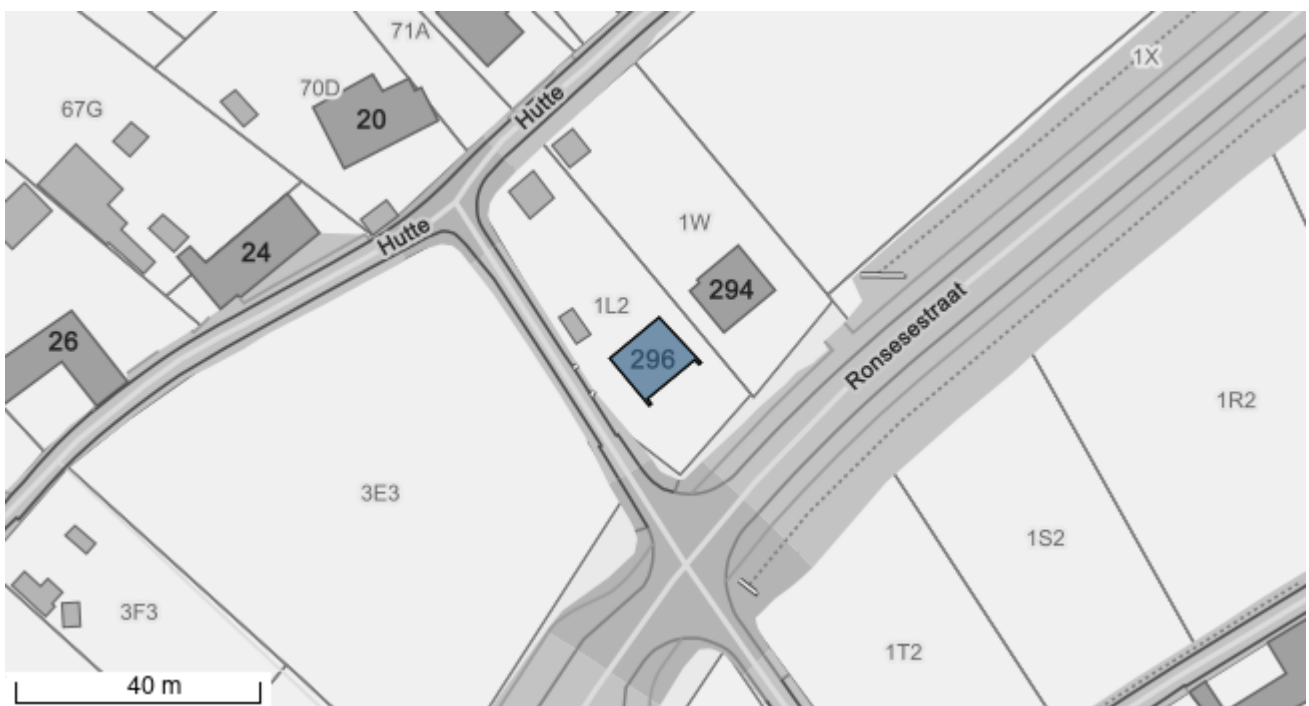 71A
1X
70D
67G
20
Hutte
Hutte
1W
24
294
1L2
26
296
Ronsesestraat
1R2
3E3
1S2
3F3
1T2
40 m